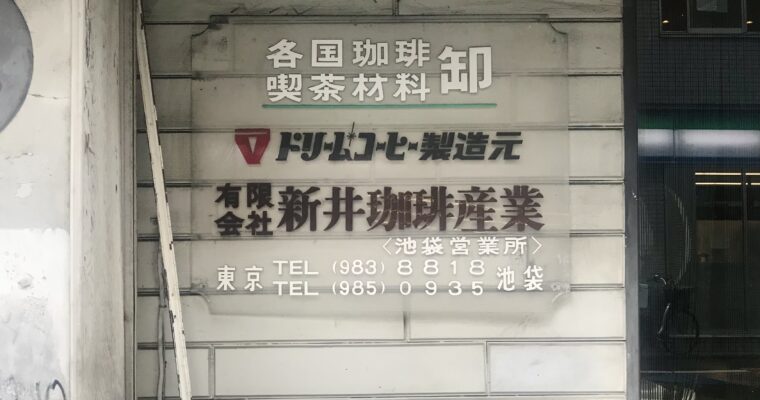 各国珈琲
喫茶材料 卸
ドリームコーヒー製造元
有限会社 新井珈琲産業
〈池袋営業所〉
東京 TEL (983) 8818
TEL (985) 0935 池袋